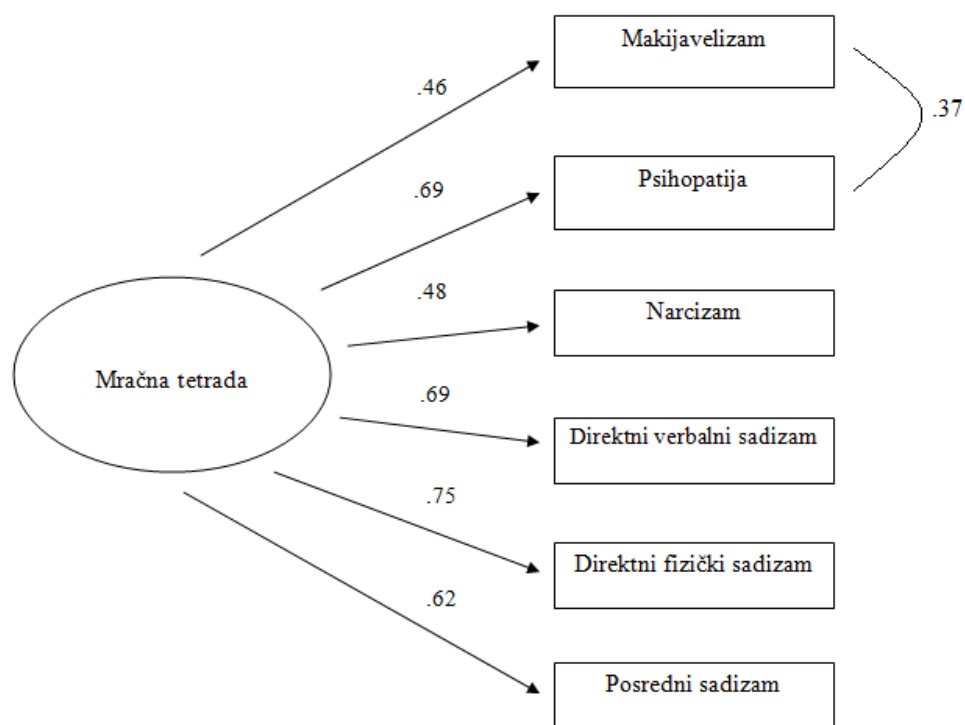 Makijavelizam
.46
.37
Psihopatija
.69
Narcizam
.48
Mračna tetrada
.69
Direktni verbalni sadizam
.75
Direktni fizički sadizam
.62
Posredni sadizam